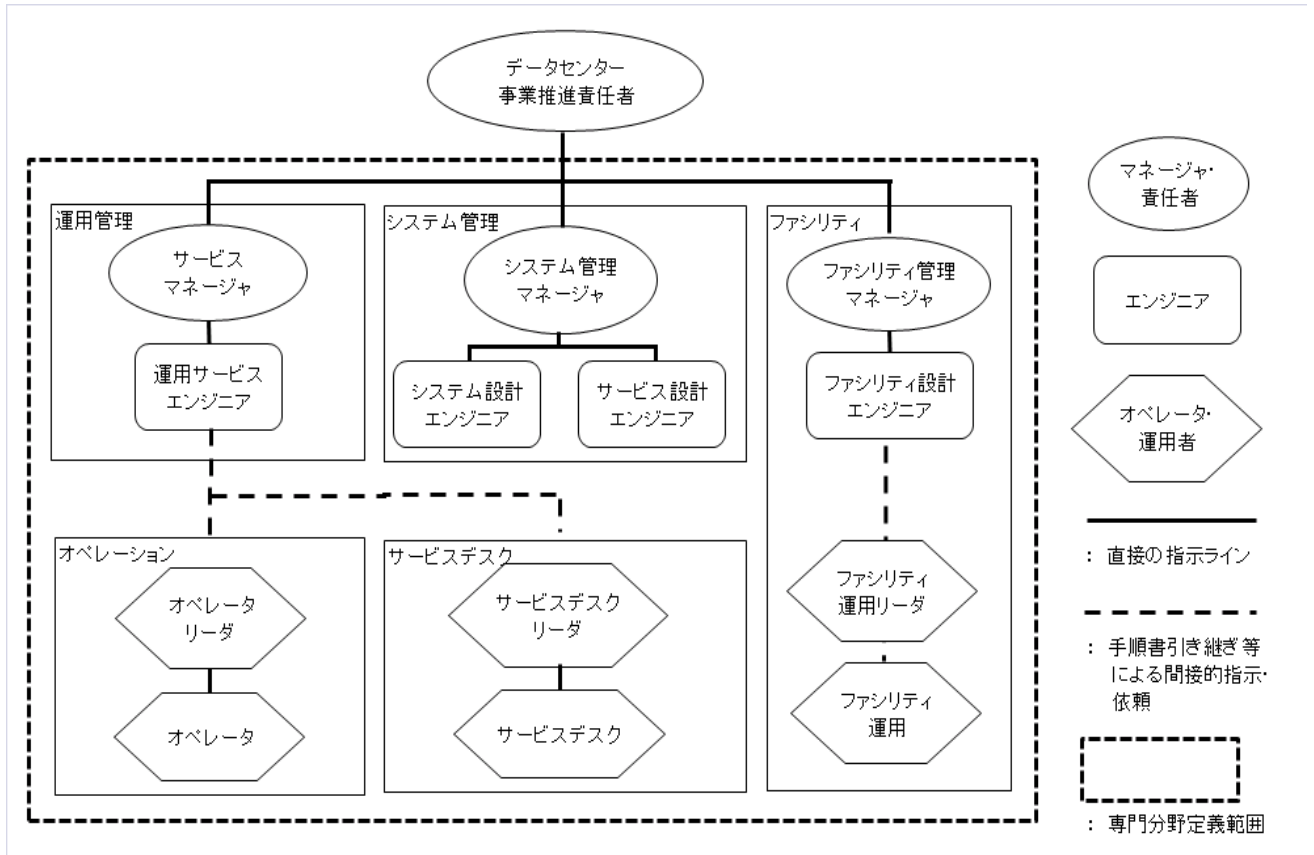 データセンター
事業推進責任者
運用管理
サービス
マネージャ
運用サービス
エンジニア
システム管理
システム管理
マネージャ
システム設計
エンジニア
サービス設計
エンジニア
ファシリティ
ファシリティ管理
マネージャ
ファシリティ設計
エンジニア
オペレーション
オペレータ
リーダ
オペレータ
サービスデスク
サービスデスク
リーダ
サービスデスク
ファシリティ
運用リーダ
ファシリティ
運用
マネージャ・
責任者
エンジニア
オペレータ・
運用者
： 直接の指示ライン
： 手順書引き継ぎ等
による間接的指示・
依頼
： 専門分野定義範囲